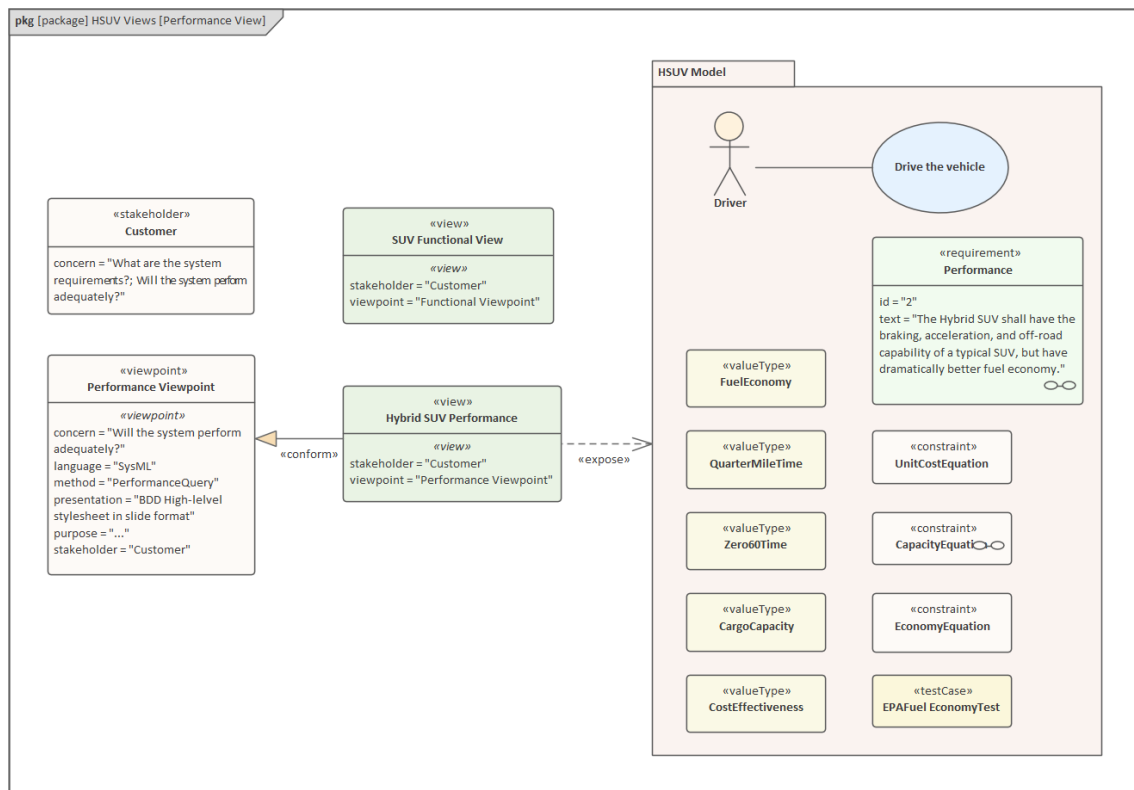 pkg [package] HSUV Views [Performance View]
HSUV Model
Driver
Drive the vehicle
«stakeholder»
Customer
concern = "What are the system
requirements?; Will the system perform
adequately?"
«view»
SUV Functional View
«view»
stakeholder = "Customer"
viewpoint = "Functional Viewpoint"
«requirement»
Performance
id = "2"
text = "The Hybrid SUV shall have the
braking, acceleration, and off-road
capability of a typical SUV, but have
dramatically better fuel economy."
«viewpoint»
Performance Viewpoint
«viewpoint»
concern = "Will the system perform
adequately?"
language = "SysML"
method = "PerformanceQuery"
presentation = "BDD High-lelvel
stylesheet in slide format"
purpose = "..."
stakeholder = "Customer"
«conform»
«view»
Hybrid SUV Performance
«view»
stakeholder = "Customer"
viewpoint = "Performance Viewpoint"
«expose»
«valueType»
FuelEconomy
«valueType»
QuarterMileTime
«constraint»
UnitCostEquation
«valueType»
Zero60Time
«constraint»
«valueType»
CargoCapacity
«constraint»
EconomyEquation
«valueType»
CostEffectiveness
«testCase»
EPAFuel EconomyTest